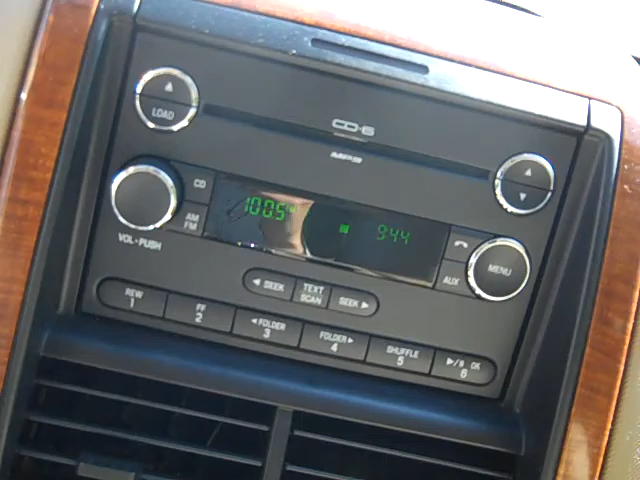 LOAD
CD•6
MP3
CD
AM
FM
100.5
9:44
AUX
MENU
VOL•PUSH
◄ SEEK
TEXT
SCAN
SEEK ►
REW
1
FF
2
◄ FOLDER
3
FOLDER ►
4
SHUFFLE
5
►/II OK
6